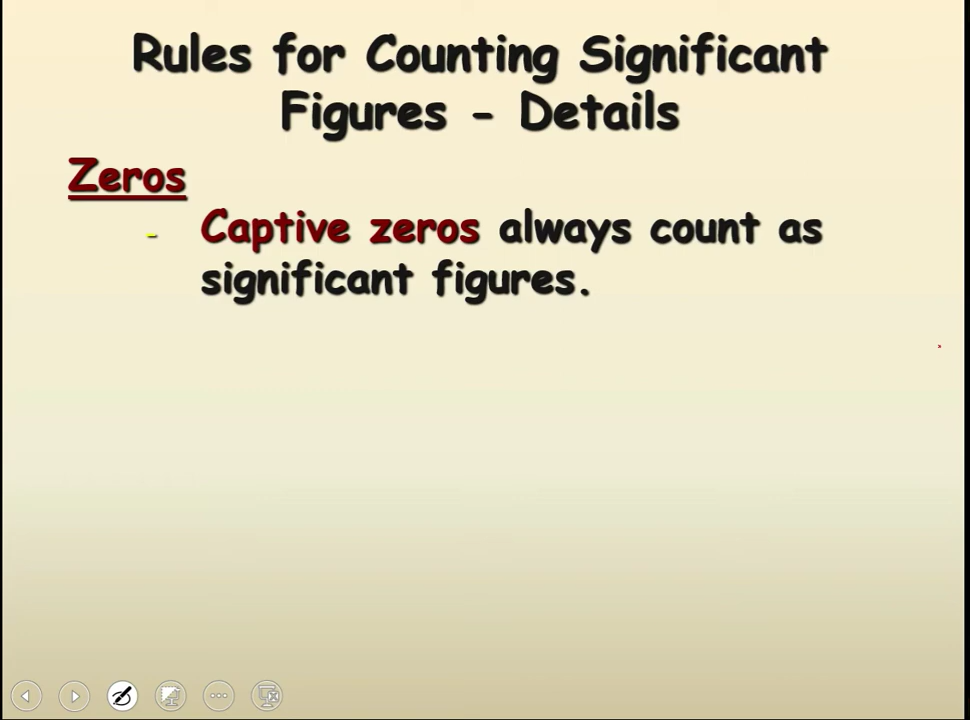 Rules for Counting Significant
Figures - Details
Zeros
- Captive zeros always count as
significant figures.